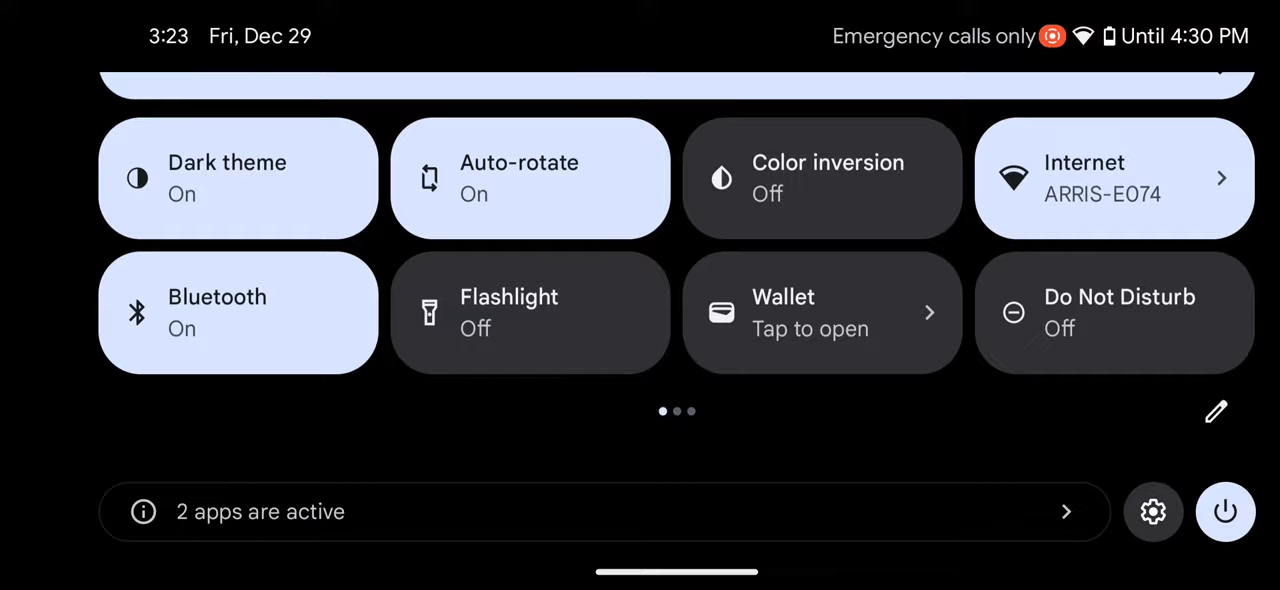 3:23 Fri, Dec 29 Emergency calls only Until 4:30 PM
Dark theme
On
Auto-rotate
On
Color inversion
Off
Internet
ARRIS-E074
Bluetooth
On
Flashlight
Off
Wallet
Tap to open
Do Not Disturb
Off
2 apps are active